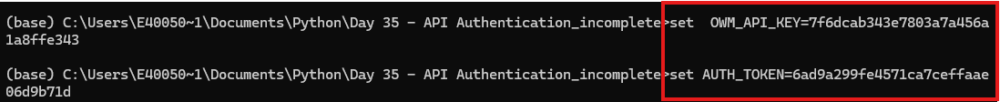 (base) C:\Users\E40050~1\Documents\Python\Day 35 - API Authentication_incomplete>set  OWM_API_KEY=7f6dcab343e7803a7a456a
1a8ffe343
(base) C:\Users\E40050~1\Documents\Python\Day 35 - API Authentication_incomplete>set AUTH_TOKEN=6ad9a299fe4571ca7ceffaae
06d9b71d